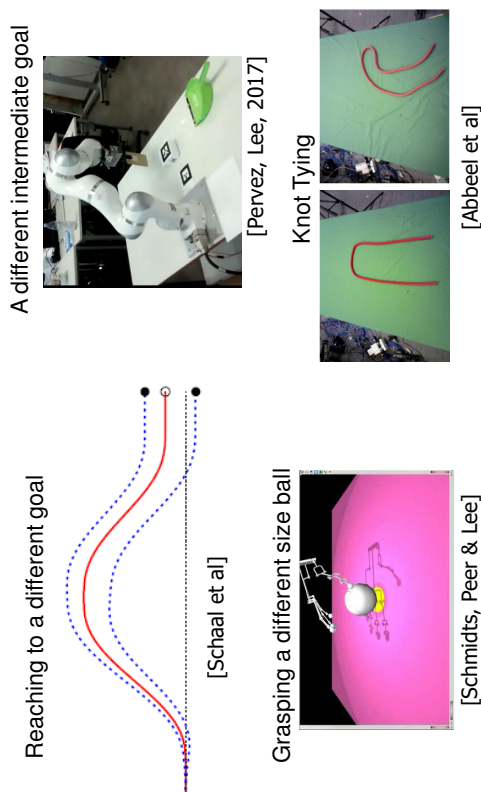 Reaching to a different goal
[Schaal et al]
A different intermediate goal
[Pervez, Lee, 2017]
Grasping a different size ball
[Schmidts, Peer & Lee]
Knot Tying
[Abbeel et al]